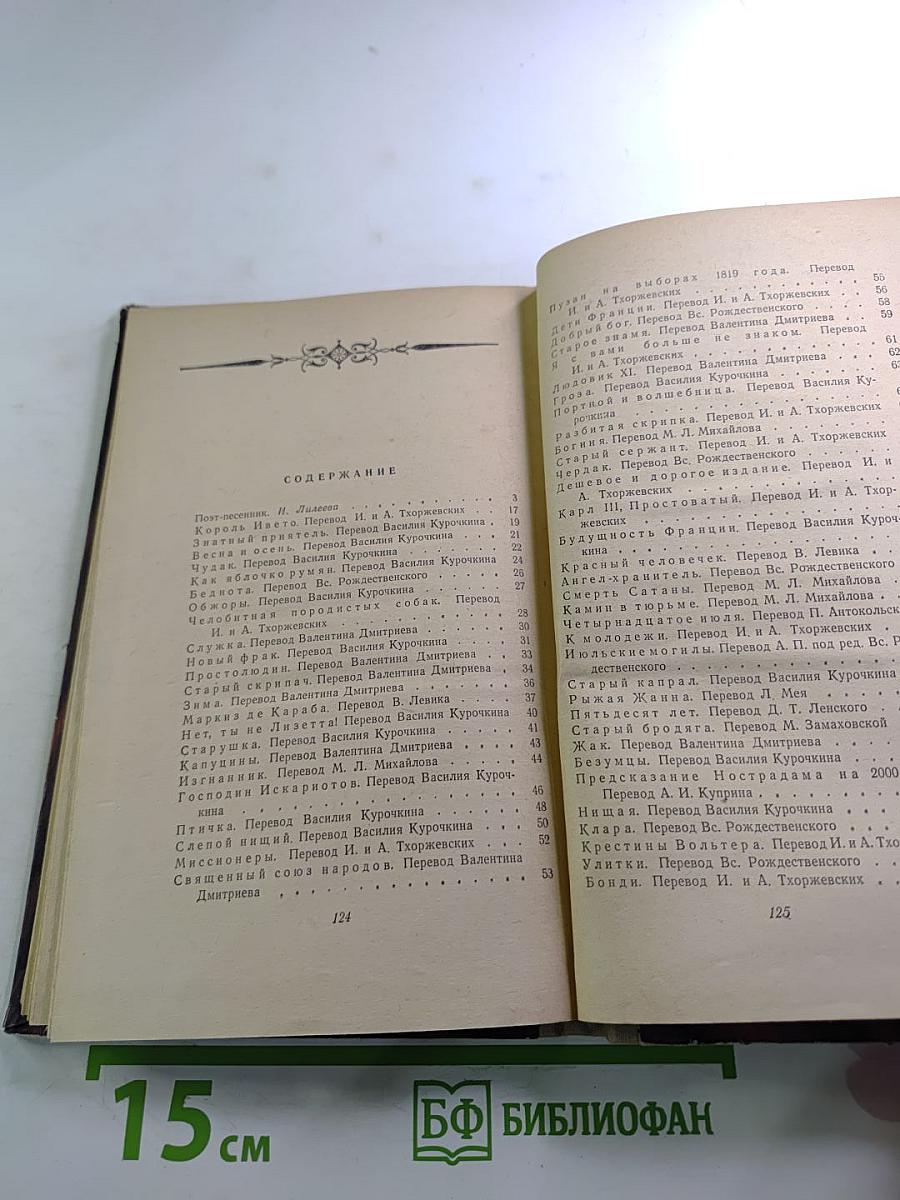 СОДЕРЖАНИЕ
Поэт-песенник. И. Лилеева . . . . . . . . . . 3
Король Ивето. Перевод И. и А. Тхоржевских . . 17
Знатный приятель. Перевод Василия Курочкина . 19
Весна и осень. Перевод Василия Курочкина . . . 21
Чудак. Перевод Василия Курочкина . . . . . 22
Как яблочко румян. Перевод Василия Курочкина 24
Беднота. Перевод Вс. Рождественского . . . . . 26
Обжоры. Перевод Василия Курочкина . . . . . 27
Челобитная породистых собак. Перевод
И. и А. Тхоржевских . . . . . . . . . . 28
Служка. Перевод Валентина Дмитриева . . . . . 30
Новый фрак. Перевод Василия Курочкина . . . . 31
Простолюдин. Перевод Валентина Дмитриева . . 33
Старый скрипач. Перевод Валентина Дмитриева . 34
Зима. Перевод Валентина Дмитриева . . . . . . 36
Маркиз де Караба. Перевод В. Левика . . . . 37
Нет, ты не Лизетта! Перевод Василия Курочкина 40
Старушка. Перевод Василия Курочкина . . . . . 41
Капуцины. Перевод Валентина Дмитриева . . . . 43
Изгнанник. Перевод М. Л. Михайлова . . . . . 44
Господин Искариотов. Перевод Василия Куроч-
кина . . . . . . . . . . . . . . 46
Птичка. Перевод Василия Курочкина . . . . . 48
Слепой нищий. Перевод Василия Курочкина . . . 50
Миссионеры. Перевод И. и А. Тхоржевских . . . 52
Священный союз народов. Перевод Валентина
Дмитриева . . . . . . . . . . . . . 53
124
Пузан на выборах 1819 года. Перевод
И. и А. Тхоржевских . . . . . . . . . . 55
Дети Франции. Перевод И. и А. Тхоржевских . . 56
Добрый бог. Перевод Вс. Рождественского . . . . 58
Старое знамя. Перевод Валентина Дмитриева . . 59
Я с вами больше не знаком. Перевод
И. и А. Тхоржевских . . . . . . . . . . 61
Людовик XI. Перевод Валентина Дмитриева . . . 62
Гроза. Перевод Василия Курочкина . . . . . . 63
Портной и волшебница. Перевод Василия Ку-
рочкина . . . . . . . . . . . . .
Разбитая скрипка. Перевод И. и А. Тхоржевских
Богиня. Перевод М. Л. Михайлова . . . . . .
Старый сержант. Перевод И. и А. Тхоржевских
Чердак. Перевод Вс. Рождественского . . . . .
Дешевое и дорогое издание. Перевод И. и
А. Тхоржевских . . . . . . . . . . .
Карл III, Простоватый. Перевод И. и А. Тхор-
жевских . . . . . . . . . . . . .
Будущность Франции. Перевод Василия Куроч-
кина . . . . . . . . . . . . . .
Красный человечек. Перевод В. Левика . .
Ангел-хранитель. Перевод Вс. Рождественского
Смерть Сатаны. Перевод М. Л. Михайлова .
Камин в тюрьме. Перевод М. Л. Михайлова . .
Четырнадцатое июля. Перевод П. Антокольск
К молодежи. Перевод И. и А. Тхоржевских . .
Июльские могилы. Перевод А. П. под ред. Вс. Р
дественского . . . . . . . . . . .
Старый капрал. Перевод Василия Курочкина
Рыжая Жанна. Перевод Л. Мея . . . . .
Пятьдесят лет. Перевод Д. Т. Ленского . . .
Старый бродяга. Перевод М. Замаховской
Жак. Перевод Валентина Дмитриева . . . .
Безумцы. Перевод Василия Курочкина . . . .
Предсказание Нострадама на 2000
Перевод А. И. Куприна . . . . . . .
Нищая. Перевод Василия Курочкина . . . .
Клара. Перевод Вс. Рождественского . . . .
Крестины Вольтера. Перевод И. и А. Тхо
Улитки. Перевод Вс. Рождественского . . .
Бонди. Перевод И. и А. Тхоржевских . .
125
15 см
БФ БИБЛИОФАН